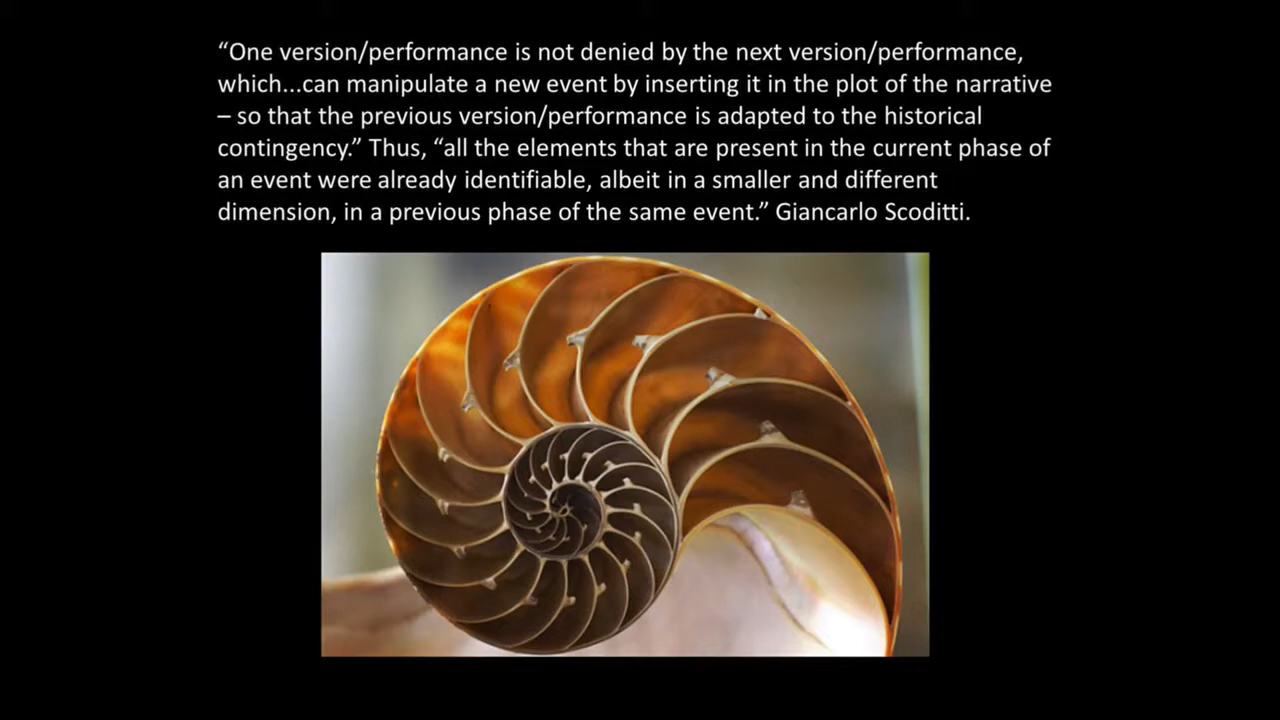 “One version/performance is not denied by the next version/performance,
which...can manipulate a new event by inserting it in the plot of the narrative
– so that the previous version/performance is adapted to the historical
contingency.” Thus, “all the elements that are present in the current phase of
an event were already identifiable, albeit in a smaller and different
dimension, in a previous phase of the same event.” Giancarlo Scoditti.